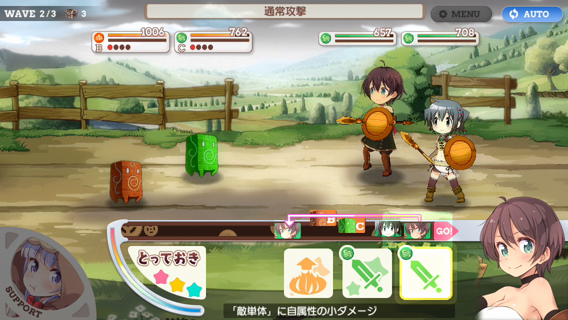 WAVE 2/3 3
通常攻撃
MENU
AUTO
1006
B
762
C
657
708
B
C
GO!
とっておき
SUPPORT
「敵単体」に自属性の小ダメージ